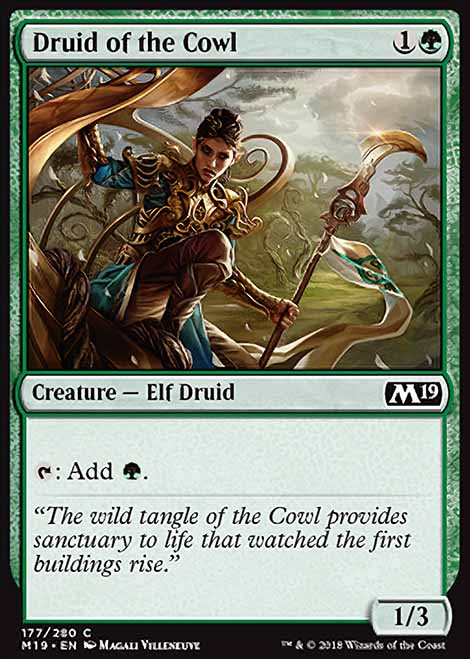 Druid of the Cowl 1
Creature — Elf Druid M19
: Add .
“The wild tangle of the Cowl provides
sanctuary to life that watched the first
buildings rise.”
1/3
177/280 C
M19 • EN Magali Villeneuve ™ & © 2018 Wizards of the Coast